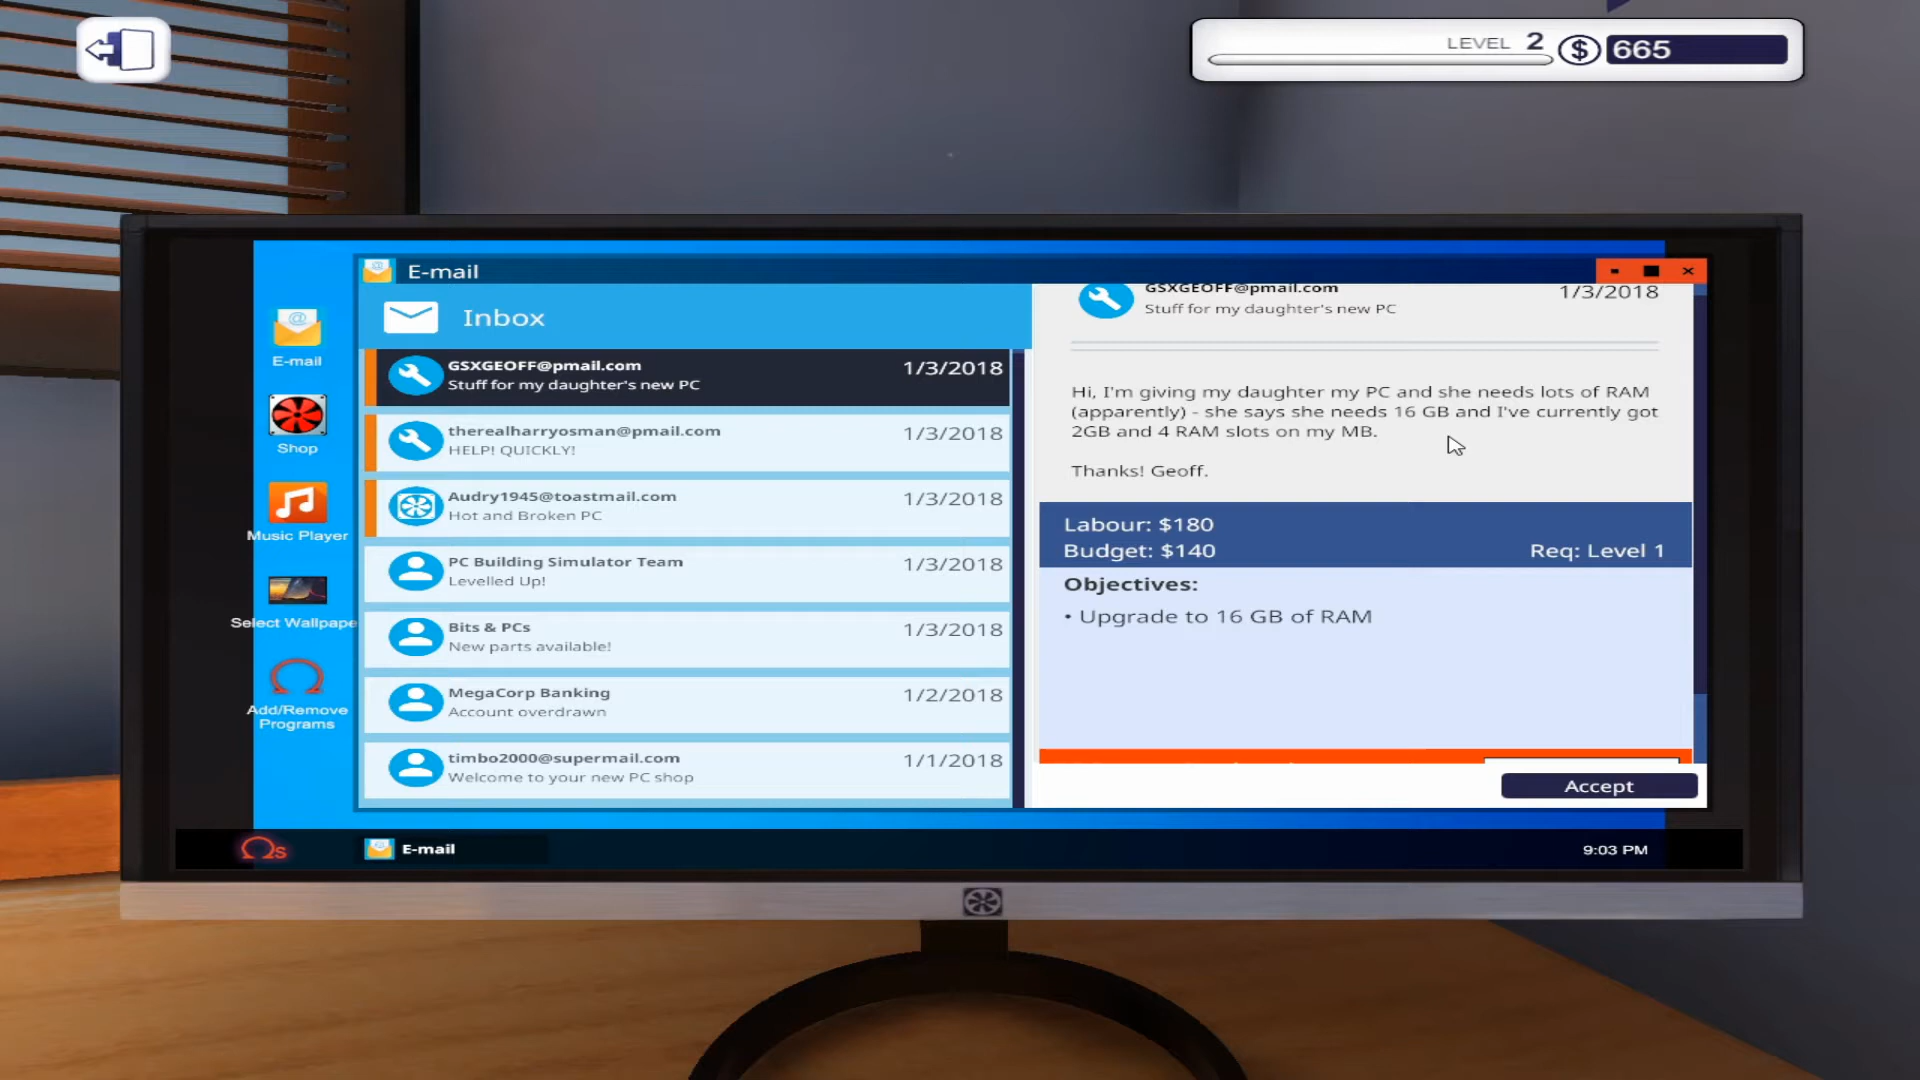 LEVEL 2 $ 665
E-mail
Inbox
GSXGEOFF@pmail.com 1/3/2018
Stuff for my daughter's new PC
therealharryosman@pmail.com 1/3/2018
HELP! QUICKLY!
Audry1945@toastmail.com 1/3/2018
Hot and Broken PC
PC Building Simulator Team 1/3/2018
Levelled Up!
Bits & PCs 1/3/2018
New parts available!
MegaCorp Banking 1/2/2018
Account overdrawn
timbo2000@supermail.com 1/1/2018
Welcome to your new PC shop
GSXGEOFF@pmail.com 1/3/2018
Stuff for my daughter's new PC
Hi, I'm giving my daughter my PC and she needs lots of RAM
(apparently) - she says she needs 16 GB and I've currently got
2GB and 4 RAM slots on my MB.
Thanks! Geoff.
Labour: $180
Budget: $140 Req: Level 1
Objectives:
• Upgrade to 16 GB of RAM
Accept
E-mail
Shop
Music Player
Select Wallpape
Add/Remove
Programs
Ωs
E-mail
9:03 PM